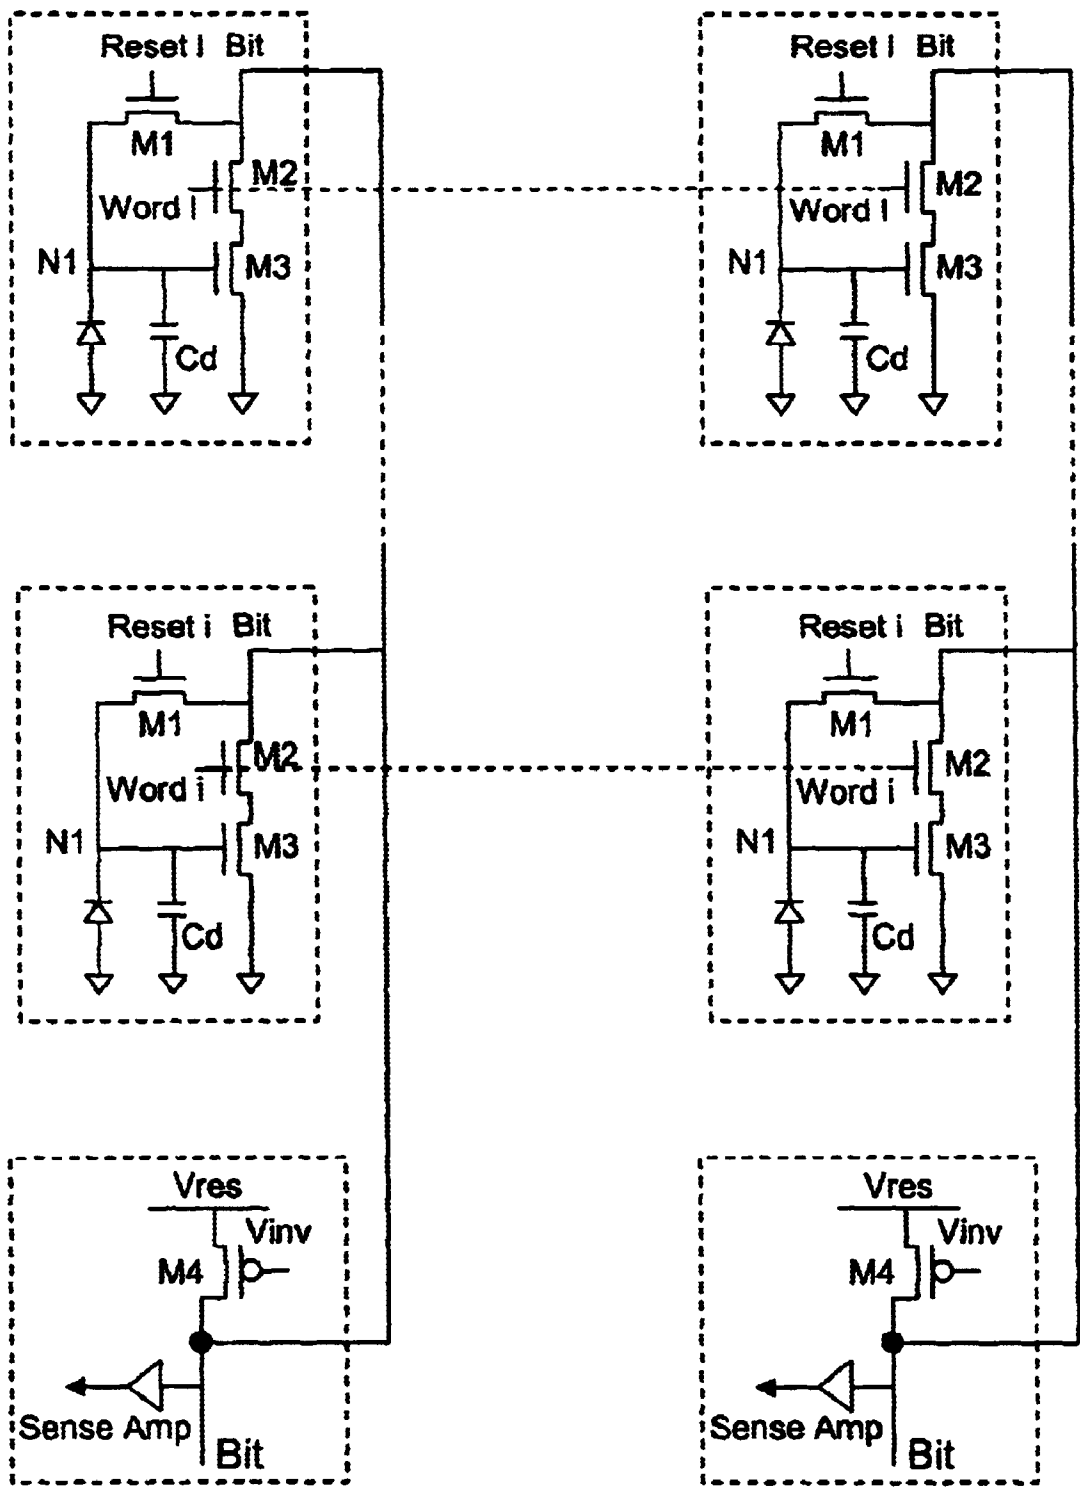 Reset I Bit
M1
M2
Word I
N1
M3
Cd
Reset I Bit
M1
M2
Word I
N1
M3
Cd
Reset i Bit
M1
M2
Word i
N1
M3
Cd
Reset i Bit
M1
M2
Word i
N1
M3
Cd
Vres
Vinv
M4
Sense Amp
Bit
Vres
Vinv
M4
Sense Amp
Bit